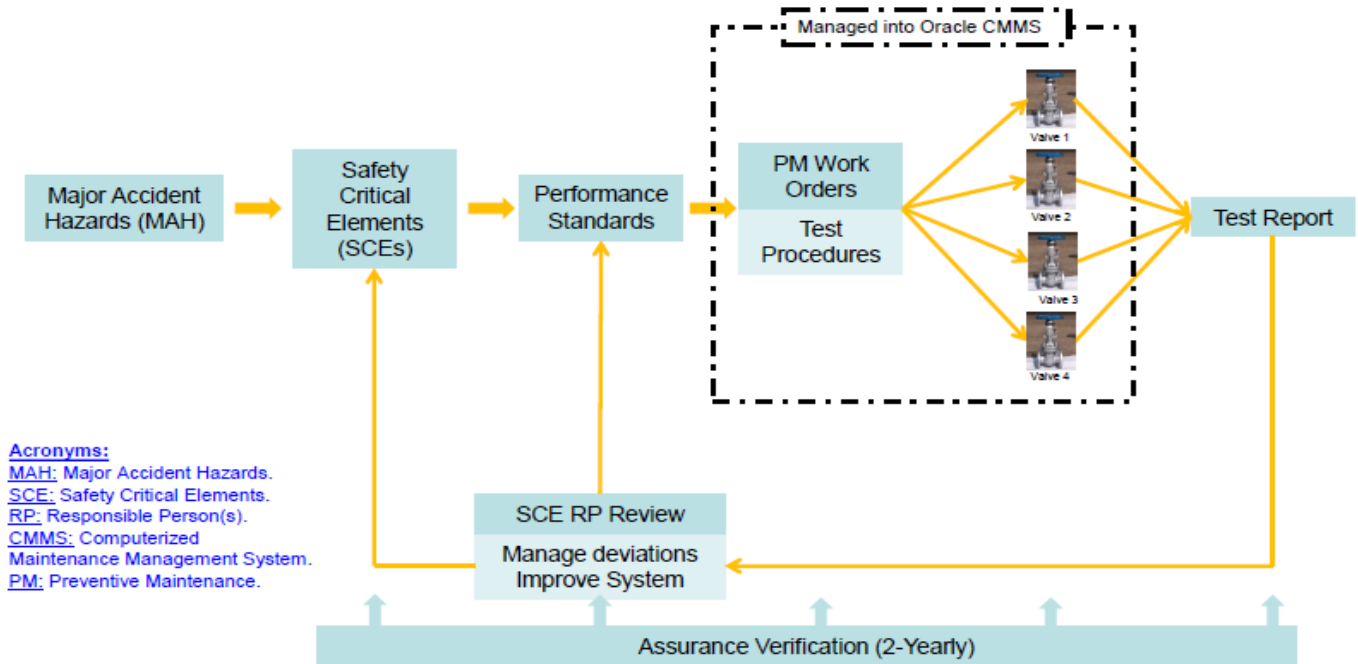 Managed into Oracle CMMS
Major Accident
Hazards (MAH)
Safety
Critical
Elements
(SCEs)
Performance
Standards
PM Work
Orders
Test
Procedures
Valve 1
Valve 2
Valve 3
Valve 4
Test Report
Acronyms:
MAH: Major Accident Hazards.
SCE: Safety Critical Elements.
RP: Responsible Person(s).
CMMS: Computerized
Maintenance Management System.
PM: Preventive Maintenance.
SCE RP Review
Manage deviations
Improve System
Assurance Verification (2-Yearly)